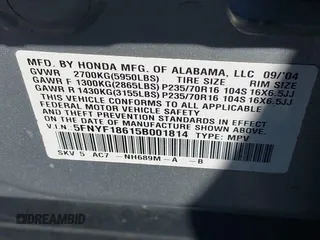 MFD. BY HONDA MFG. OF ALABAMA, LLC 09/'04
GVWR 2700KG(5950LBS) TIRE SIZE RIM SIZE
GAWR F 1300KG(2865LBS)P235/70R16 104S 16X6.5JJ
GAWR R 1430KG(3155LBS)P235/70R16 104S 16X6.5JJ
THIS VEHICLE CONFORMS TO ALL APPLICABLE
FEDERAL MOTOR VEHICLE SAFETY STANDARDS
IN EFFECT ON THE DATE OF MANUFACTURE SHOWN ABOVE.
V.I.N.: 5FNYF18615B001814 TYPE: MPV
SKV 5 AC7 -NH689M-A -B
DREAMBID